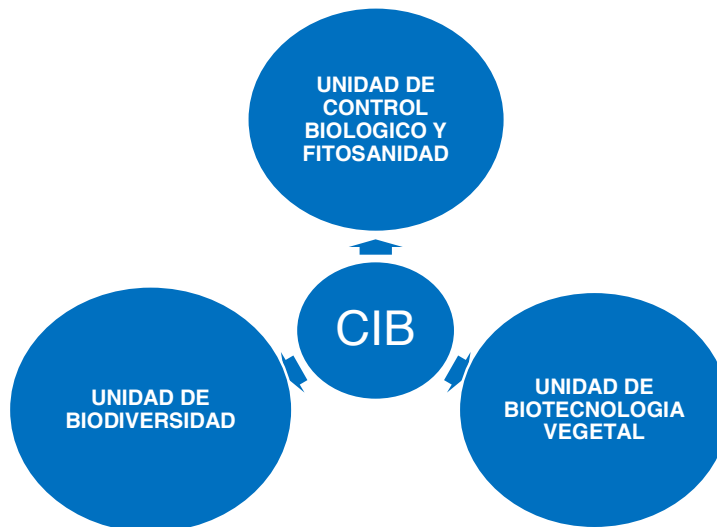 UNIDAD DE
CONTROL
BIOLOGICO Y
FITOSANIDAD
CIB
UNIDAD DE
BIODIVERSIDAD
UNIDAD DE
BIOTECNOLOGIA
VEGETAL